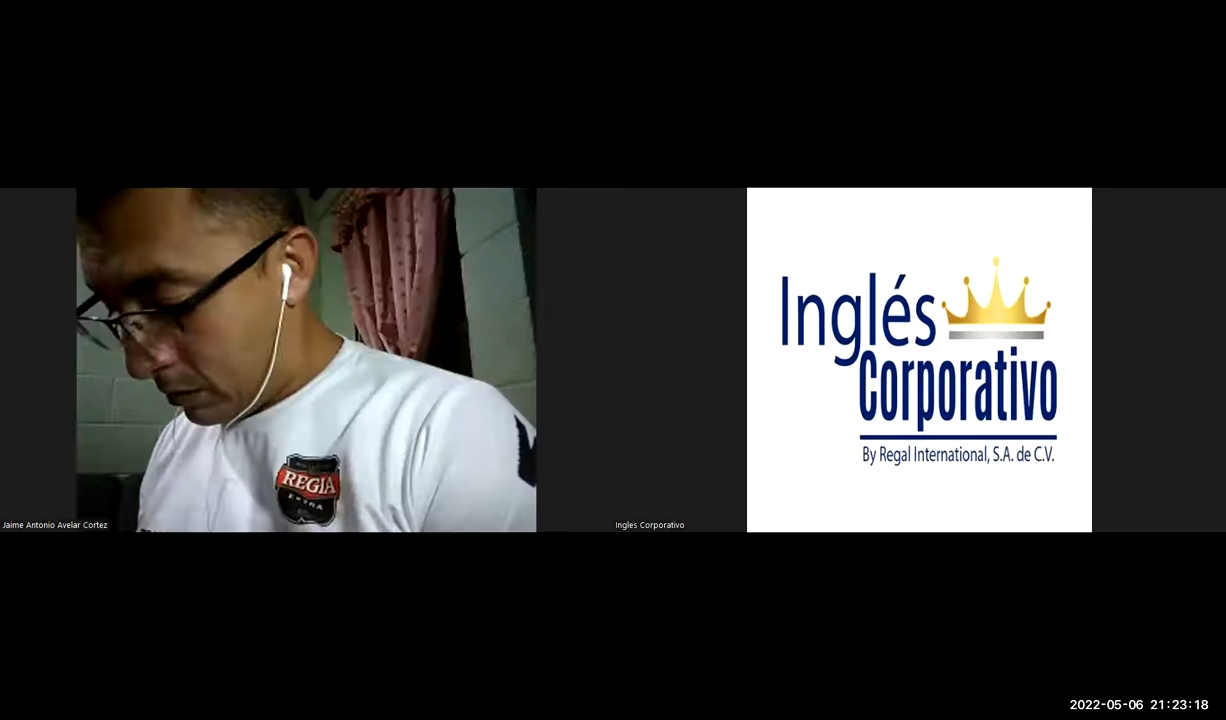 Inglés
Corporativo
By Regal International, S.A. de C.V.
REGIA
EXTRA
Jaime Antonio Avelar Cortez
Ingles Corporativo
2022-05-06 21:23:18